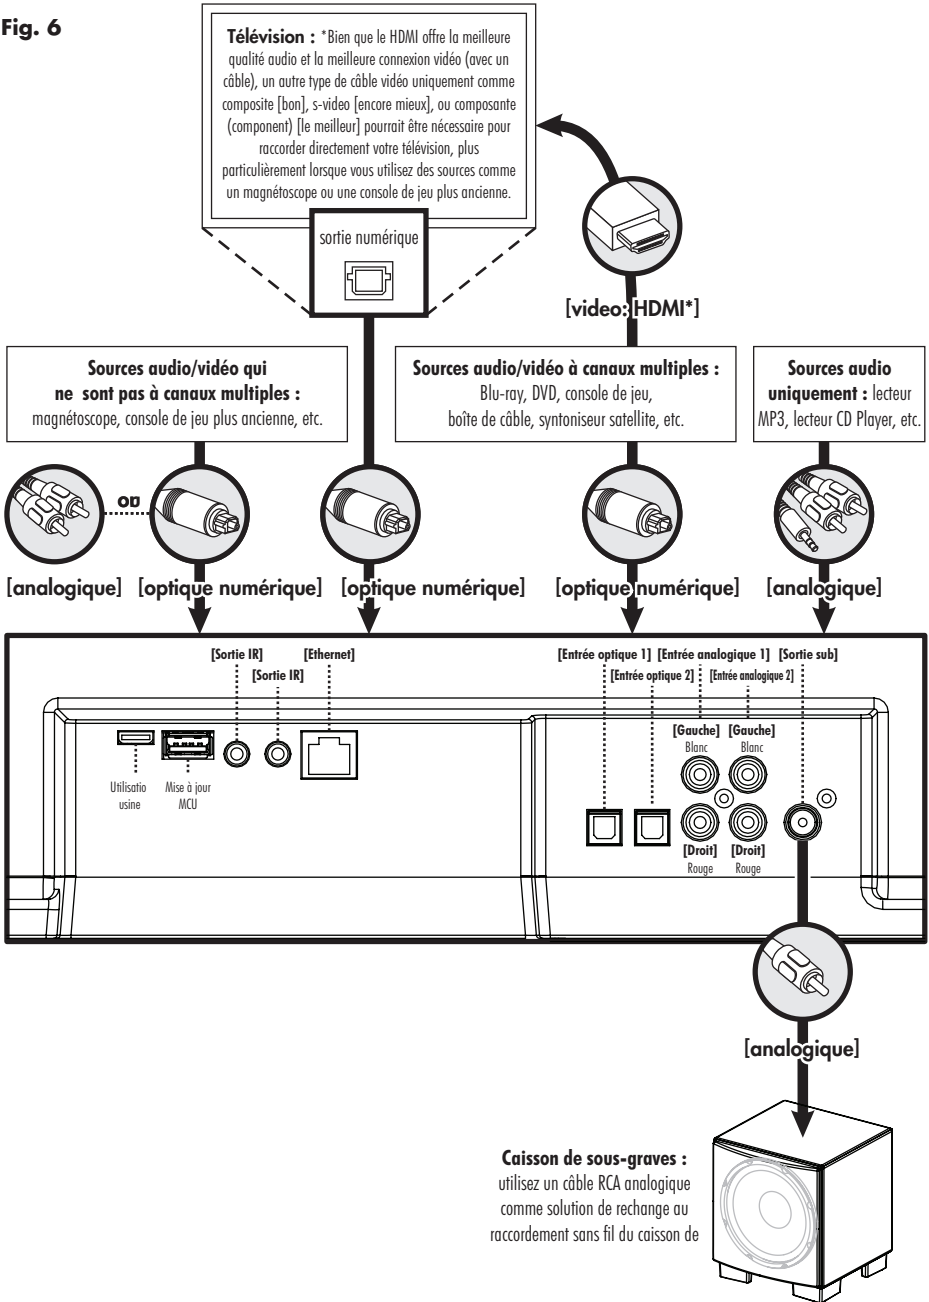 Fig. 6
Télévision : *Bien que le HDMI offre la meilleure
qualité audio et la meilleure connexion vidéo (avec un
câble), un autre type de câble vidéo uniquement comme
composite [bon], s-video [encore mieux], ou composante
(component) [le meilleur] pourrait être nécessaire pour
raccorder directement votre télévision, plus
particulièrement lorsque vous utilisez des sources comme
un magnétoscope ou une console de jeu plus ancienne.
sortie numérique
[video: HDMI*]
Sources audio/vidéo qui
ne sont pas à canaux multiples :
magnétoscope, console de jeu plus ancienne, etc.
Sources audio/vidéo à canaux multiples :
Blu-ray, DVD, console de jeu,
boîte de câble, syntoniseur satellite, etc.
Sources audio
uniquement : lecteur
MP3, lecteur CD Player, etc.
ou
[analogique]
[optique numérique]
[optique numérique]
[optique numérique]
[analogique]
[Sortie IR]
[Ethernet]
[Sortie IR]
[Entrée optique 1]
[Entrée analogique 1]
[Sortie sub]
[Entrée optique 2]
[Entrée analogique 2]
[Gauche]
Blanc
[Gauche]
Blanc
Utilisatio
usine
Mise à jour
MCU
[Droit]
Rouge
[Droit]
Rouge
[analogique]
Caisson de sous-graves :
utilisez un câble RCA analogique
comme solution de rechange au
raccordement sans fil du caisson de